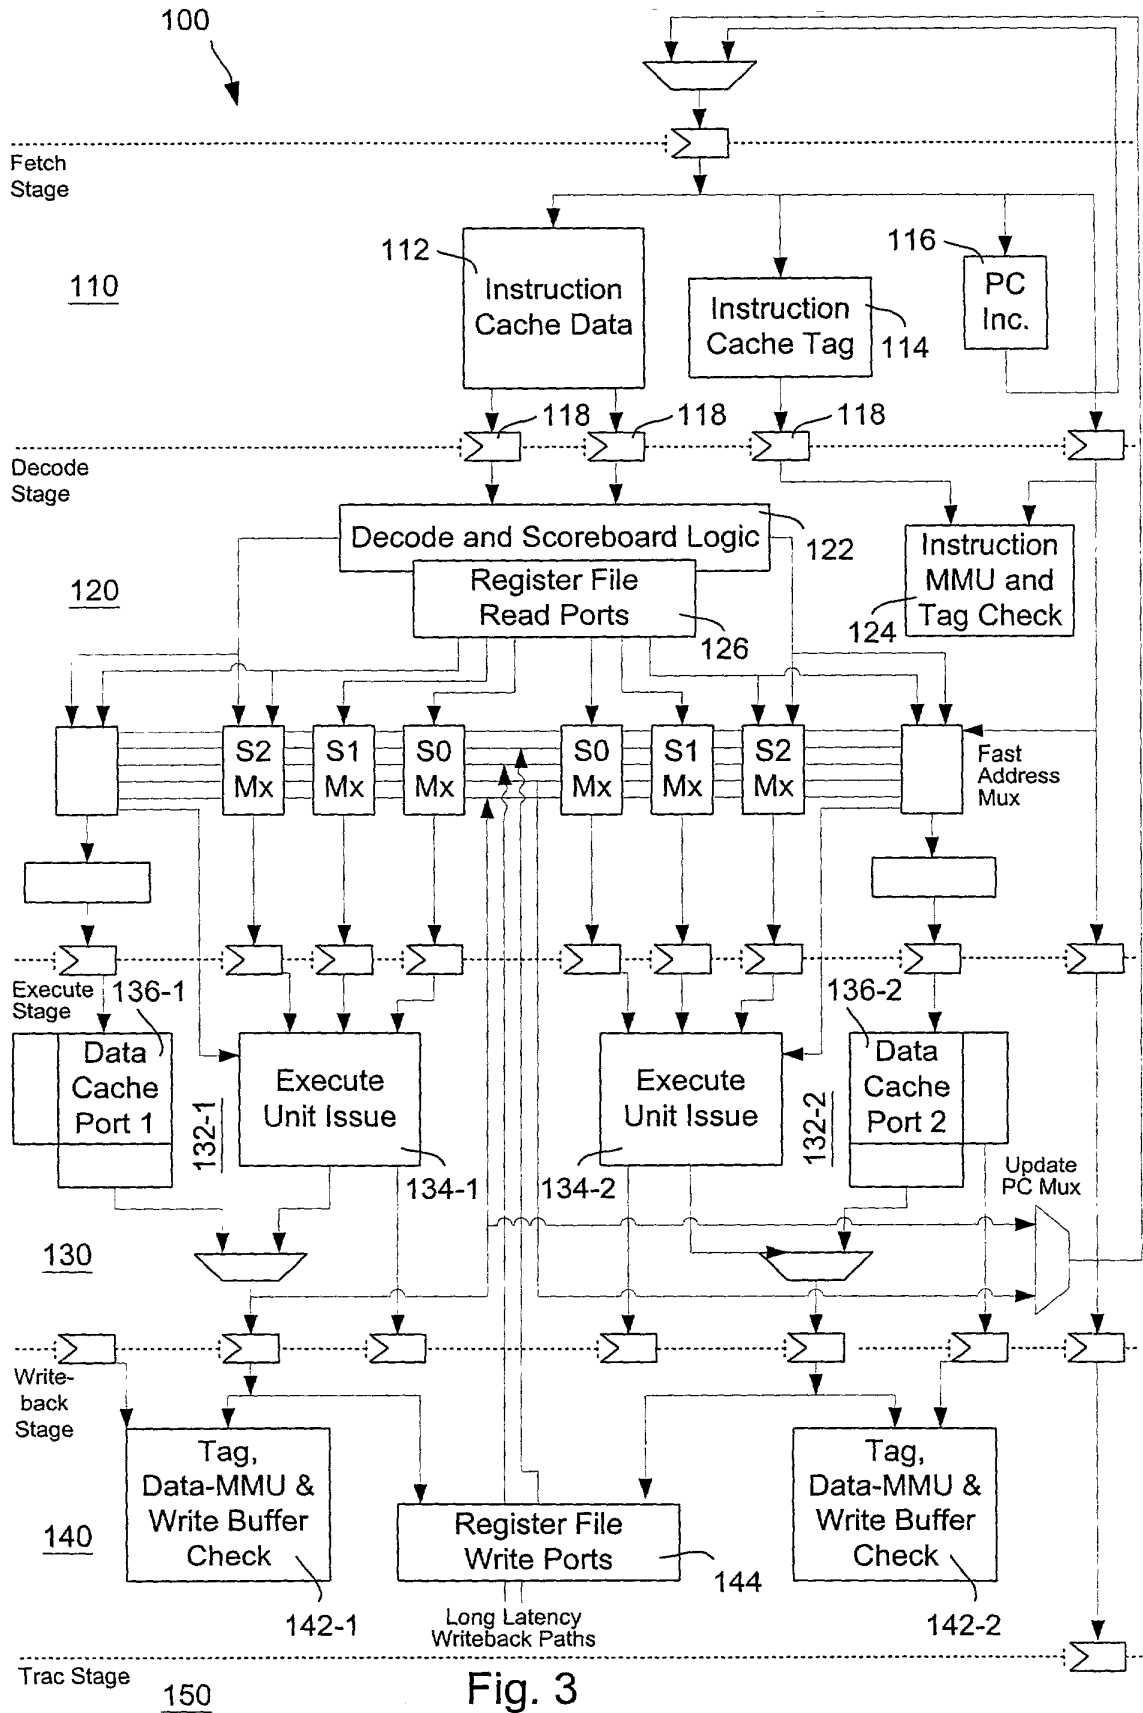 100
Fetch
Stage
110
112
Instruction
Cache Data
Instruction
Cache Tag
114
116
PC
Inc.
118
118
118
Decode
Stage
120
Decode and Scoreboard Logic
122
Register File
Read Ports
126
Instruction
MMU and
Tag Check
124
S2
Mx
S1
Mx
S0
Mx
S0
Mx
S1
Mx
S2
Mx
Fast
Address
Mux
Execute
Stage
136-1
Data
Cache
Port 1
132-1
Execute
Unit Issue
134-1
Execute
Unit Issue
134-2
132-2
136-2
Data
Cache
Port 2
Update
PC Mux
130
Write-
back
Stage
140
Tag,
Data-MMU &
Write Buffer
Check
142-1
Register File
Write Ports
144
Tag,
Data-MMU &
Write Buffer
Check
142-2
Long Latency
Writeback Paths
Trac Stage
150
Fig. 3